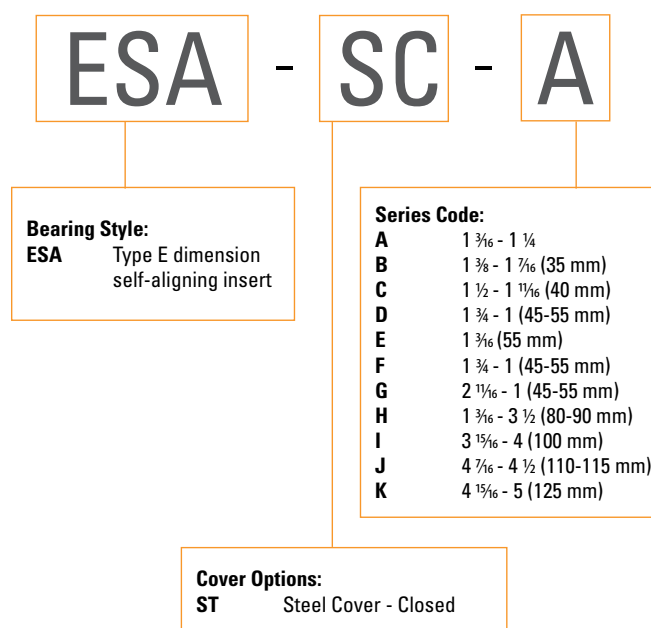 ESA - SC - A
Bearing Style:
ESA Type E dimension
self-aligning insert
Series Code:
A 1 ³⁄₁₆ - 1 ¼
B 1 ⅜ - 1 ⁷⁄₁₆ (35 mm)
C 1 ½ - 1 ¹¹⁄₁₆ (40 mm)
D 1 ¾ - 1 (45-55 mm)
E 1 ³⁄₁₆ (55 mm)
F 1 ¾ - 1 (45-55 mm)
G 2 ¹¹⁄₁₆ - 1 (45-55 mm)
H 1 ³⁄₁₆ - 3 ½ (80-90 mm)
I 3 ¹⁵⁄₁₆ - 4 (100 mm)
J 4 ⁷⁄₁₆ - 4 ½ (110-115 mm)
K 4 ¹⁵⁄₁₆ - 5 (125 mm)
Cover Options:
ST Steel Cover - Closed